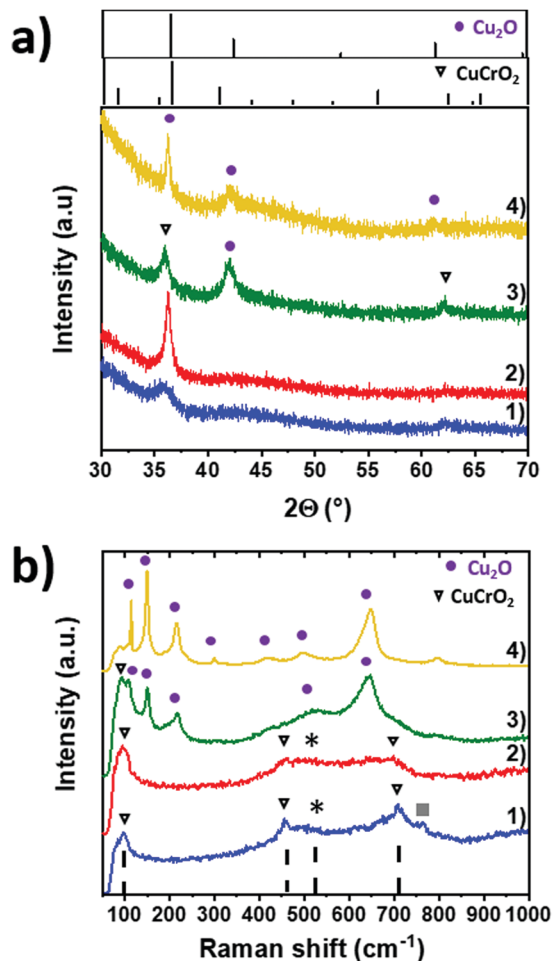 a)
● Cu₂O
▽ CuCrO₂
4)
3)
2)
1)
Intensity (a.u)
30 35 40 45 50 55 60 65 70
2Θ (°)
b)
● Cu₂O
▽ CuCrO₂
4)
3)
2)
1)
*
*
Intensity (a.u.)
100 200 300 400 500 600 700 800 900 1000
Raman shift (cm⁻¹)